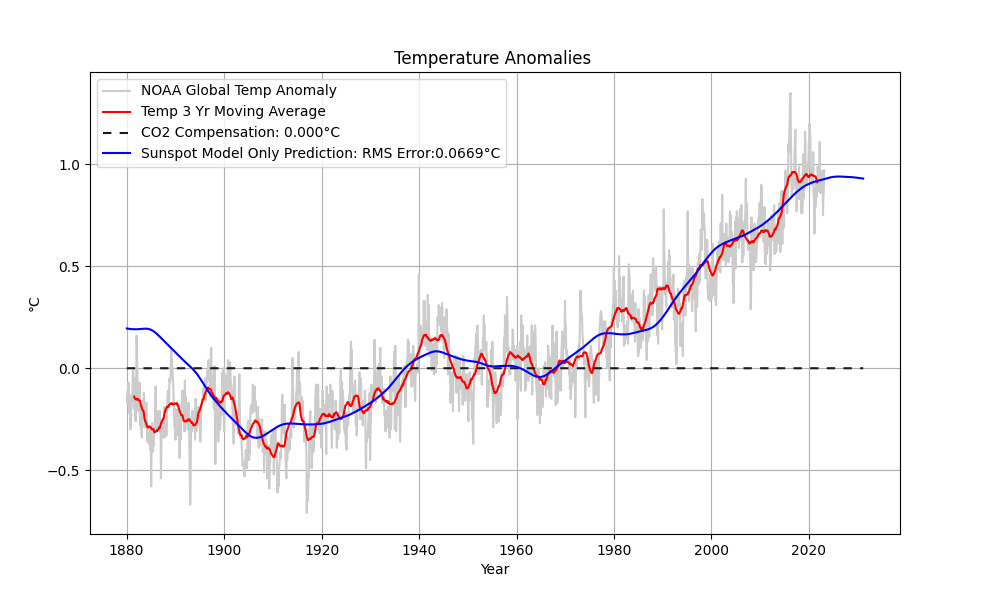 Temperature Anomalies
NOAA Global Temp Anomaly
Temp 3 Yr Moving Average
CO2 Compensation: 0.000°C
Sunspot Model Only Prediction: RMS Error:0.0669°C
°C
1.0
0.5
0.0
−0.5
1880 1900 1920 1940 1960 1980 2000 2020
Year